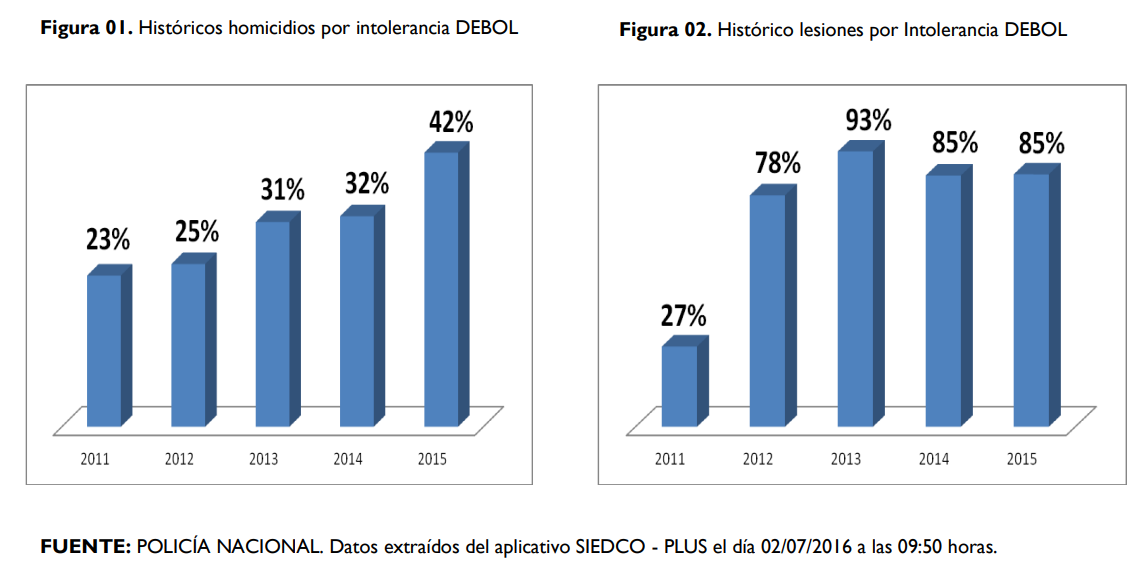 Figura 01. Históricos homicidios por intolerancia DEBOL
23%
25%
31%
32%
42%
2011 2012 2013 2014 2015
Figura 02. Histórico lesiones por Intolerancia DEBOL
27%
78%
93%
85%
85%
2011 2012 2013 2014 2015
FUENTE: POLICÍA NACIONAL. Datos extraídos del aplicativo SIEDCO - PLUS el día 02/07/2016 a las 09:50 horas.